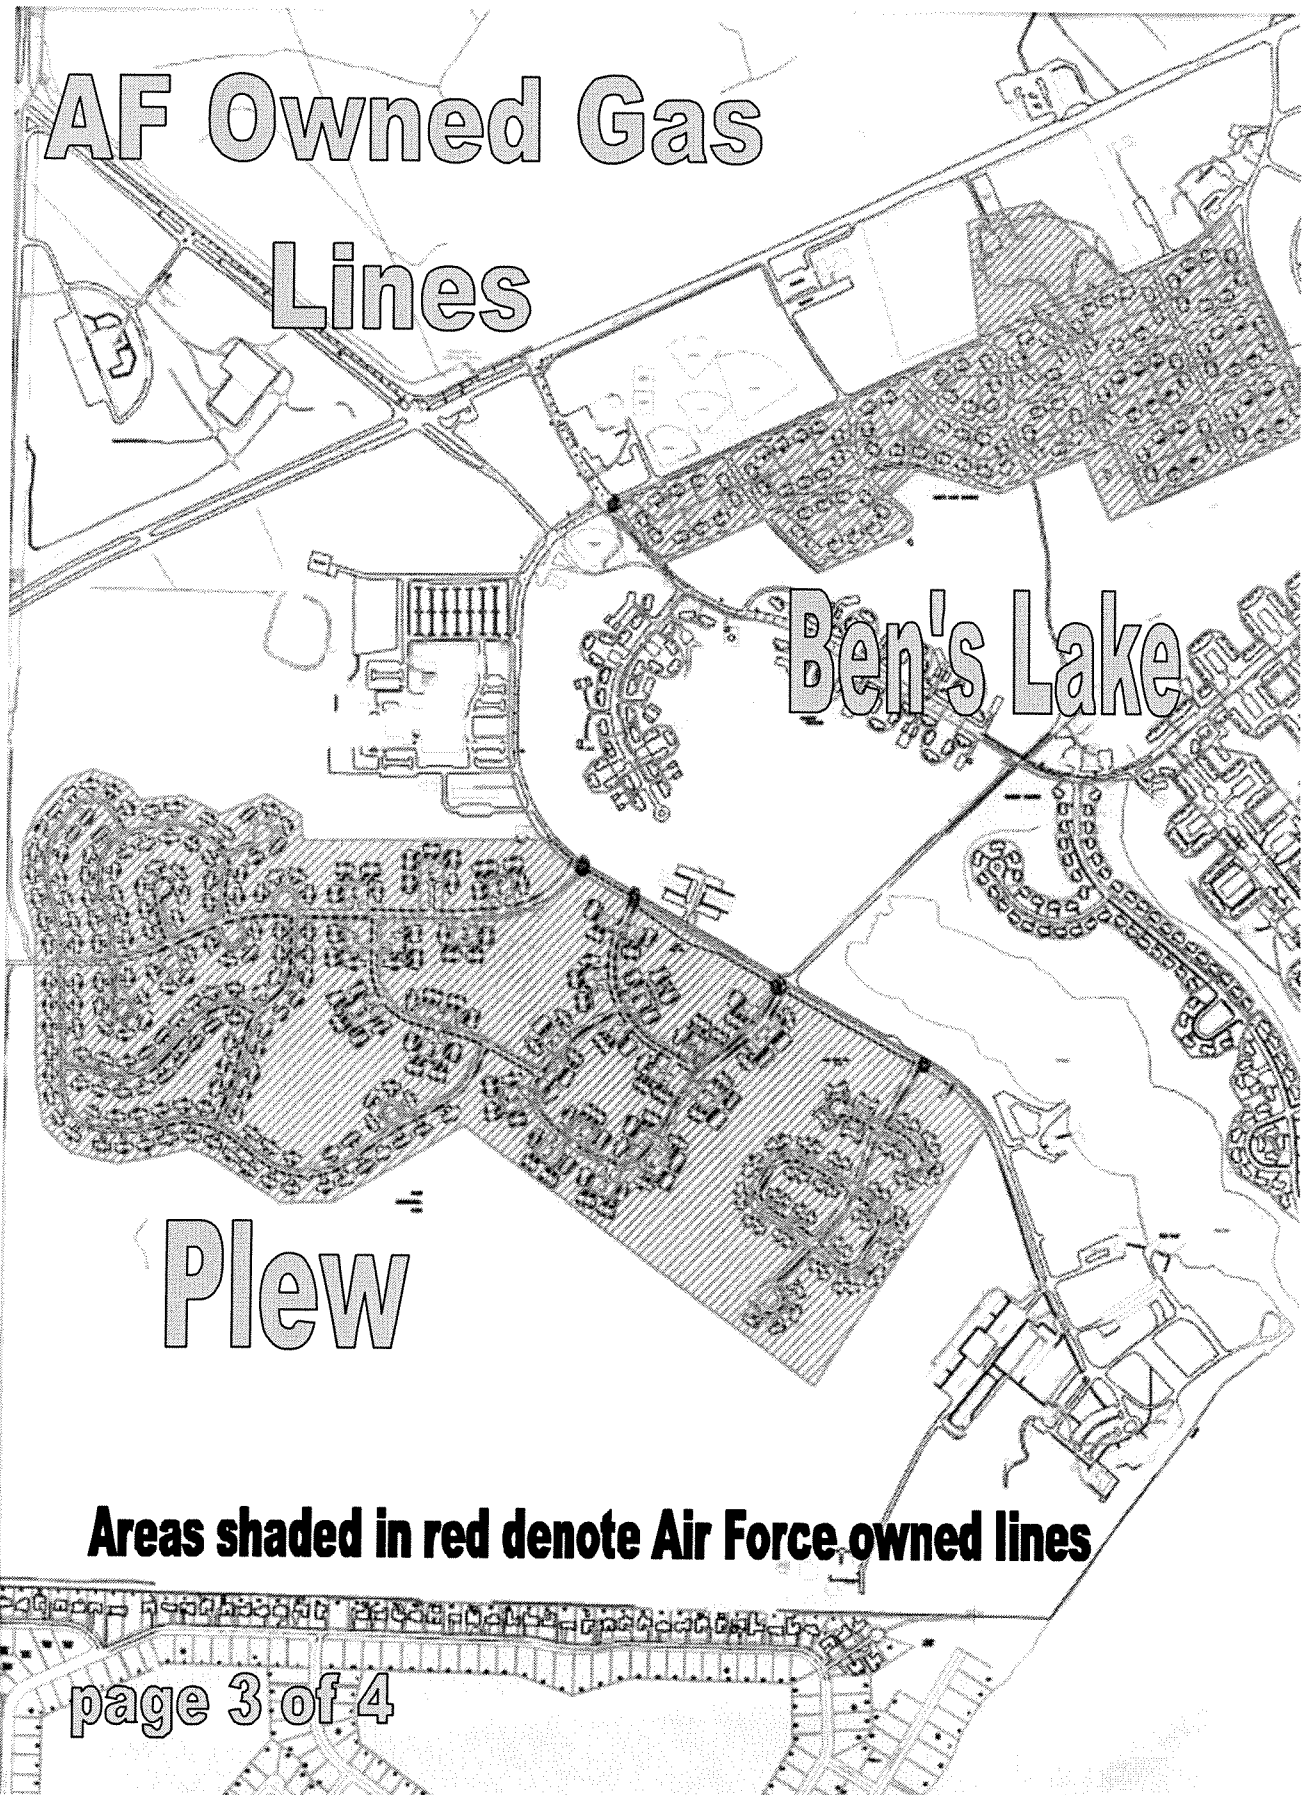 AF Owned Gas
Lines
Ben's Lake
Plew
Areas shaded in red denote Air Force owned lines
page 3 of 4